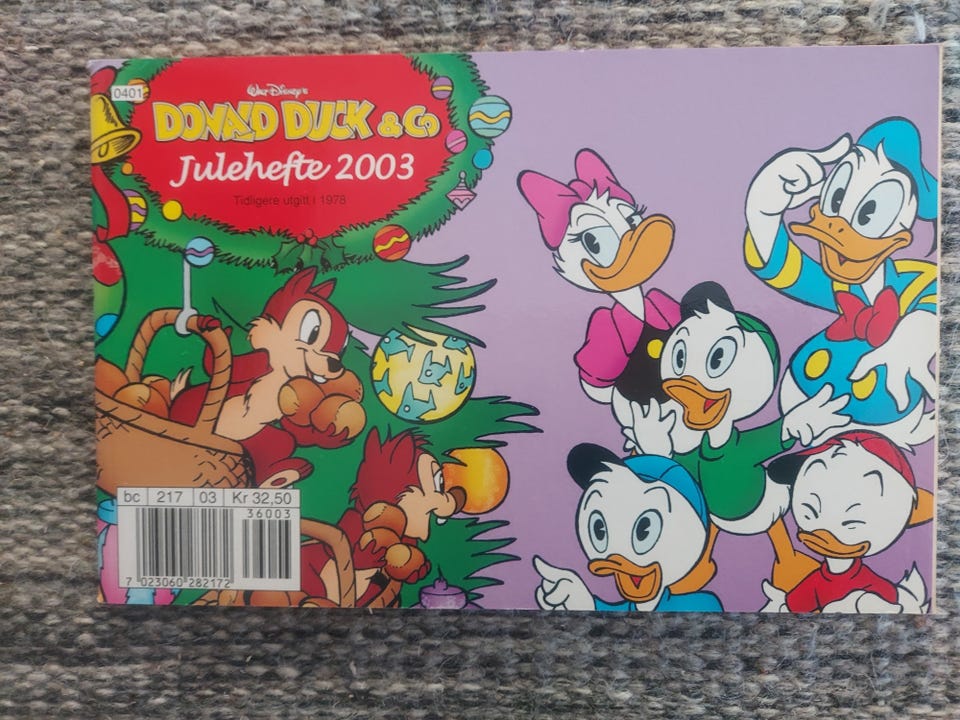 0401
Walt Disney's
DONALD DUCK & Co
Julehefte 2003
Tidligere utgitt i 1978
bc 217 03 Kr 32,50
36003
7 023060 282172